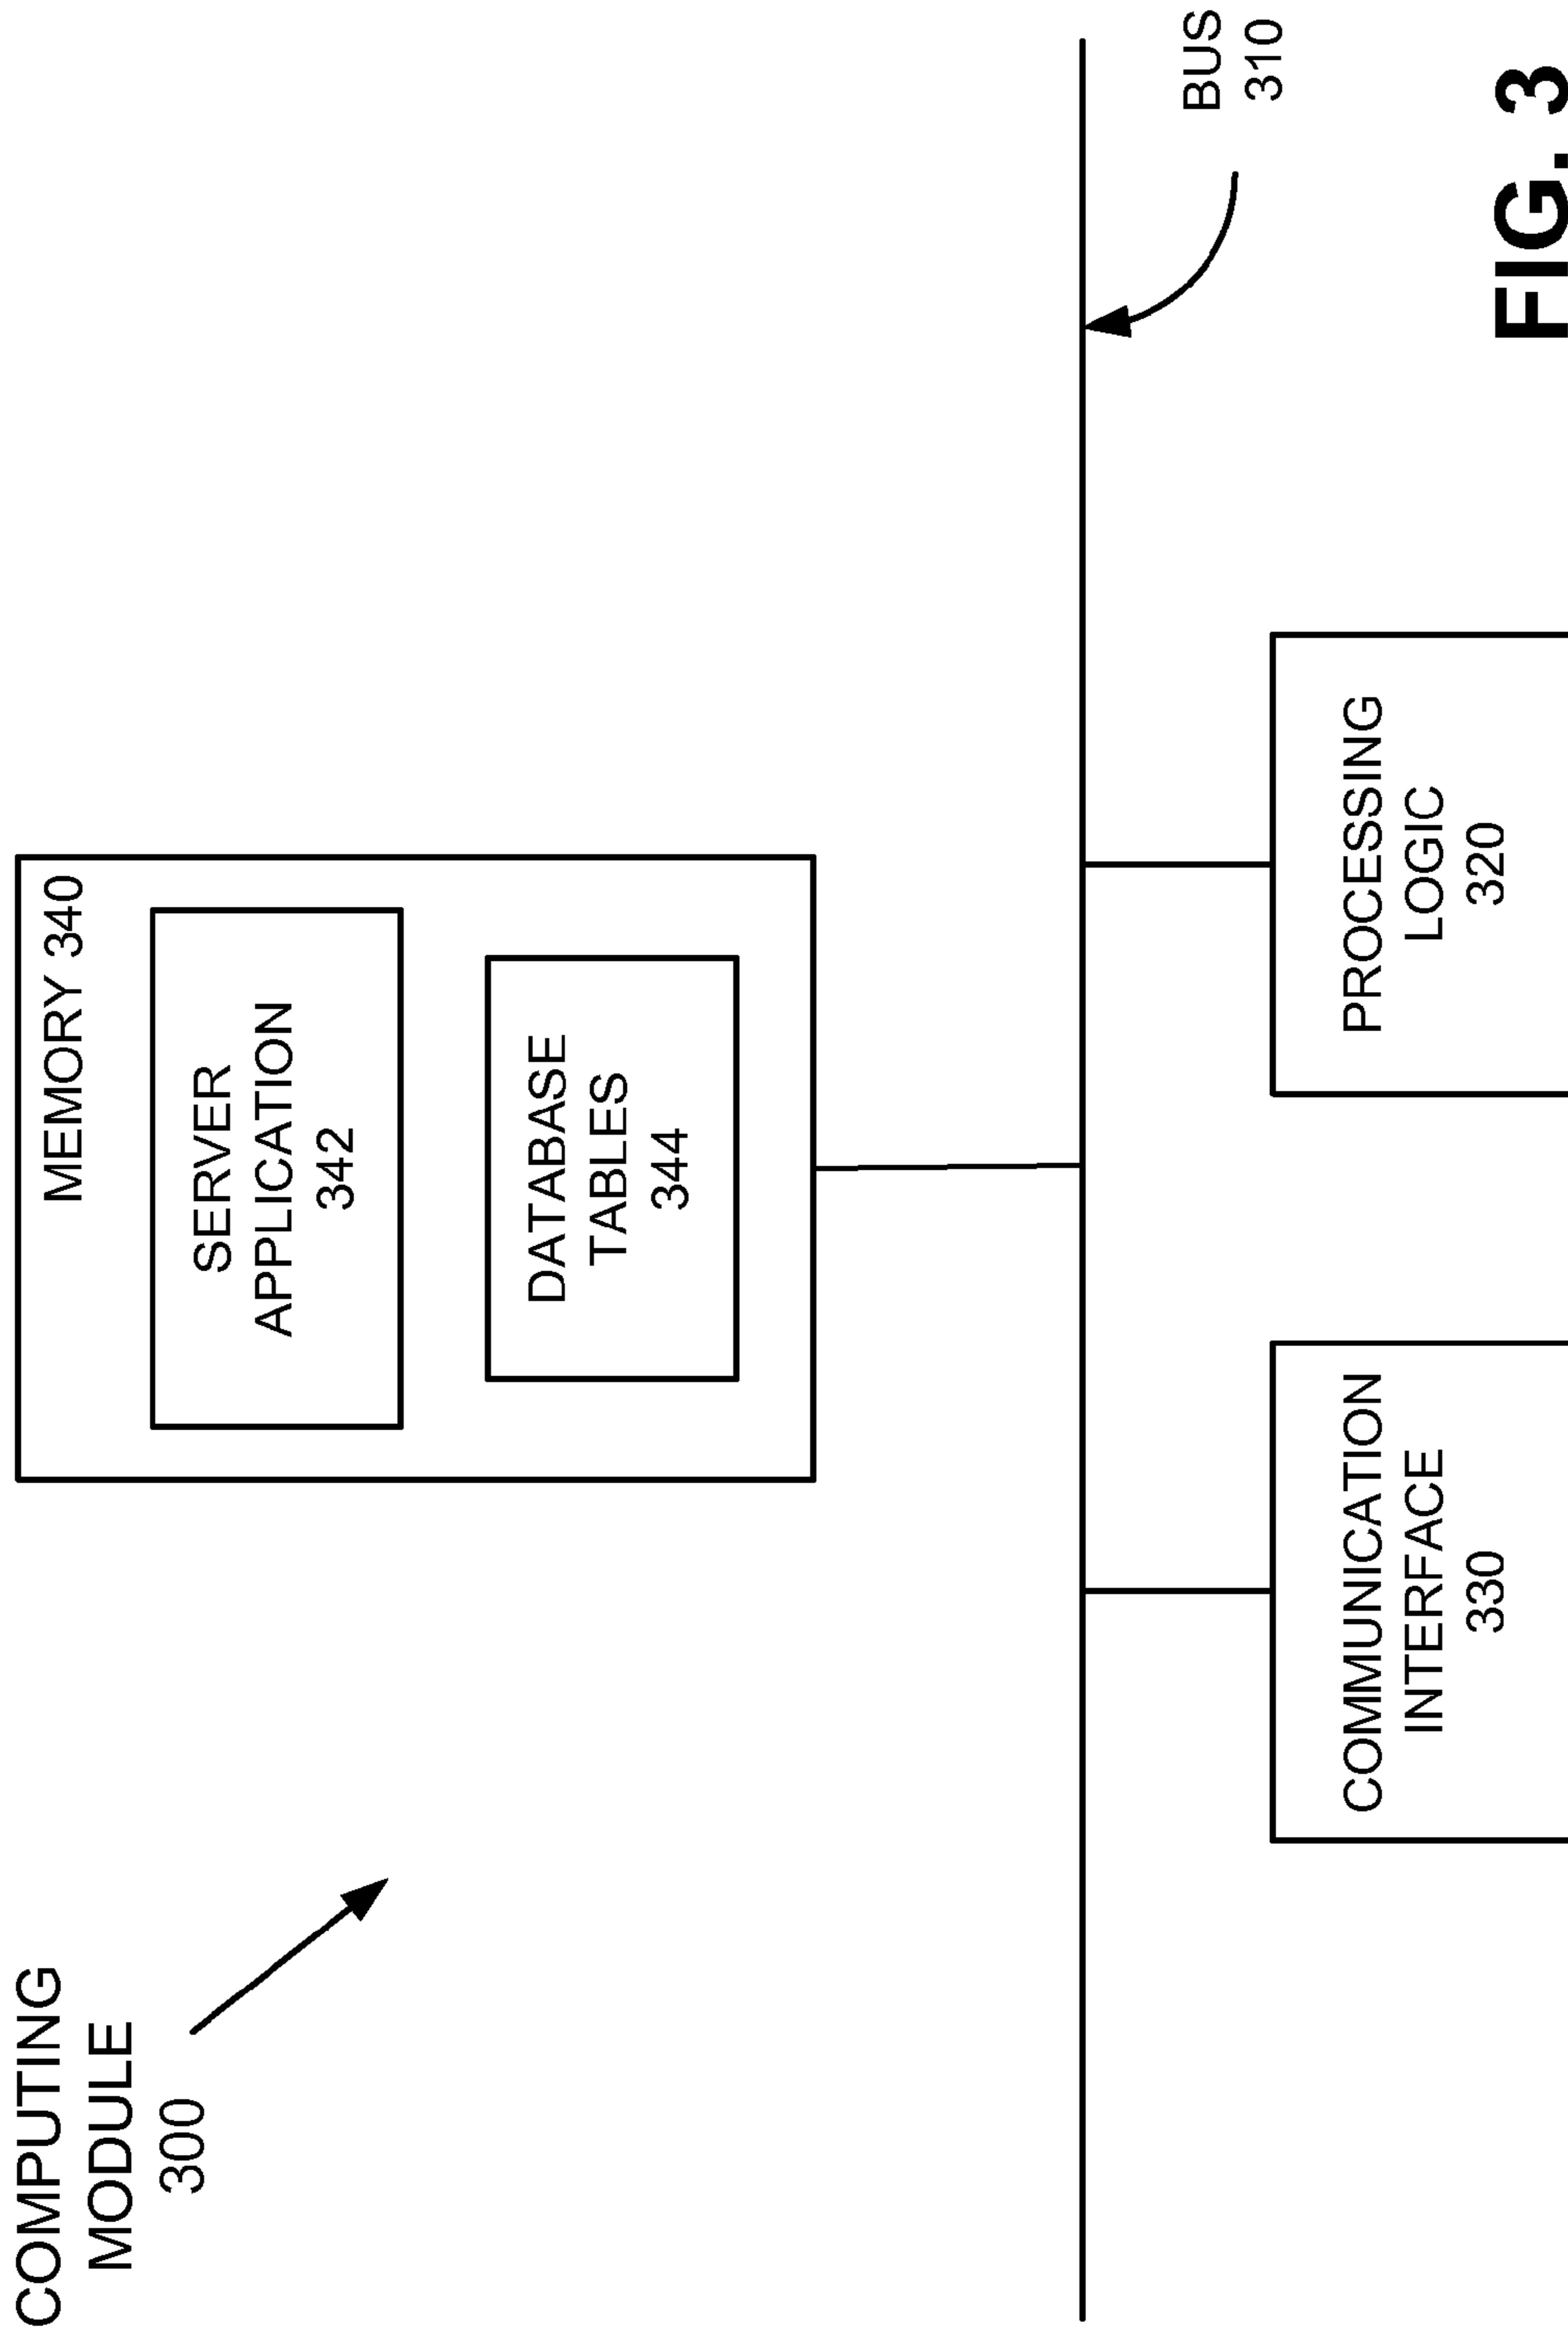 COMPUTING
MODULE
300
MEMORY 340
SERVER
APPLICATION
342
DATABASE
TABLES
344
BUS
310
COMMUNICATION
INTERFACE
330
PROCESSING
LOGIC
320
FIG. 3